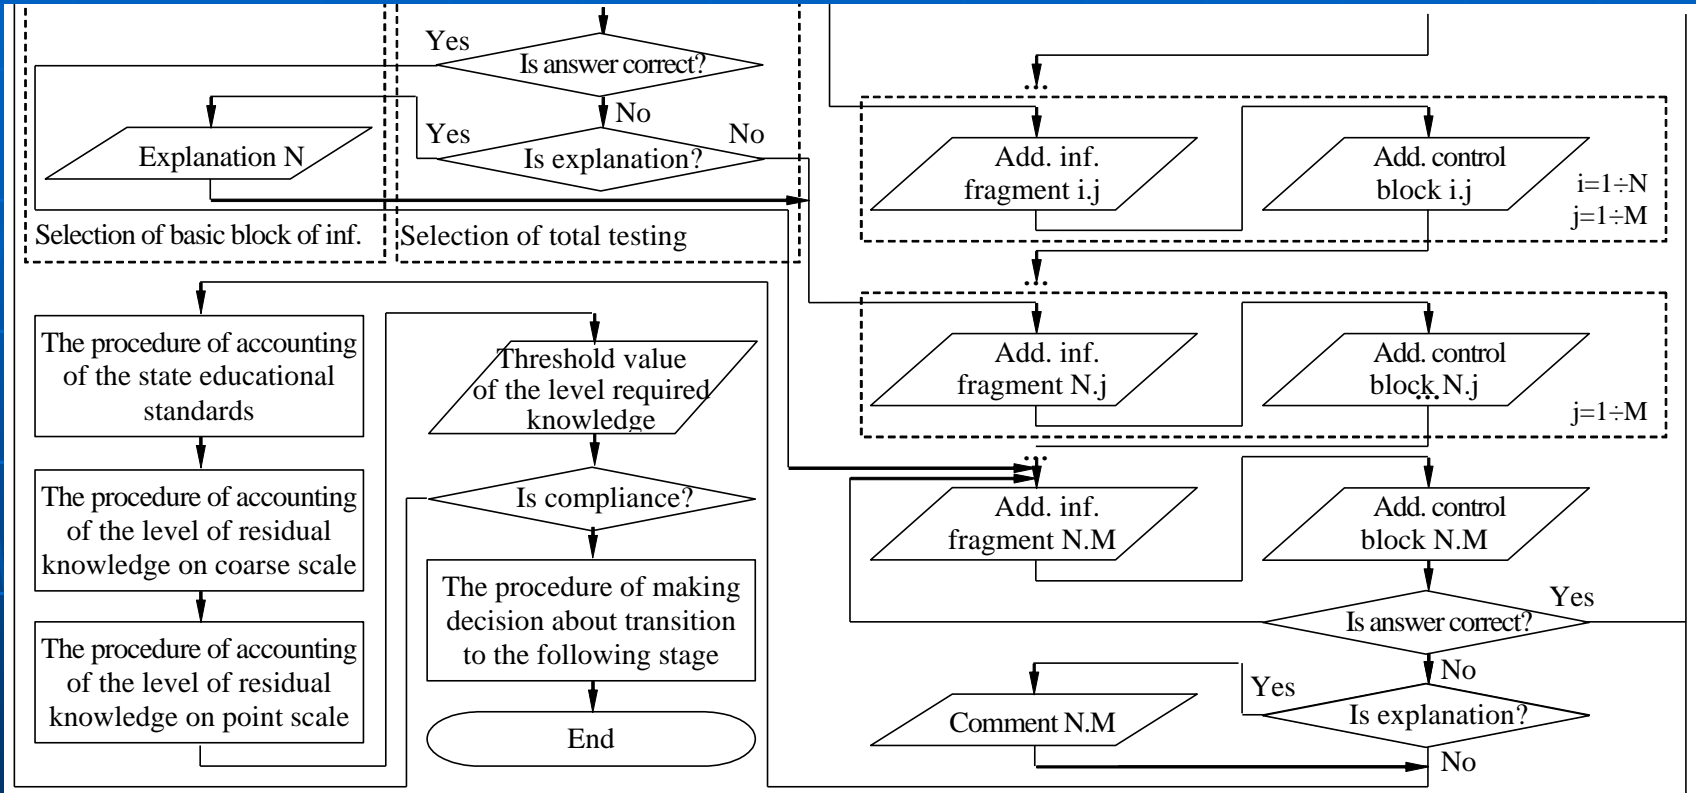 Yes
Is answer correct?
No
Explanation N
Yes
Is explanation?
No
Selection of basic block of inf.
Selection of total testing
...
Add. inf.
fragment i.j
Add. control
block i.j
i=1÷N
j=1÷M
...
Add. inf.
fragment N.j
Add. control
block N.j
...
j=1÷M
...
Add. inf.
fragment N.M
Add. control
block N.M
Is answer correct?
Yes
No
Yes
Is explanation?
Comment N.M
No
The procedure of accounting
of the state educational
standards
The procedure of accounting
of the level of residual
knowledge on coarse scale
The procedure of accounting
of the level of residual
knowledge on point scale
Threshold value
of the level required
knowledge
Is compliance?
The procedure of making
decision about transition
to the following stage
End